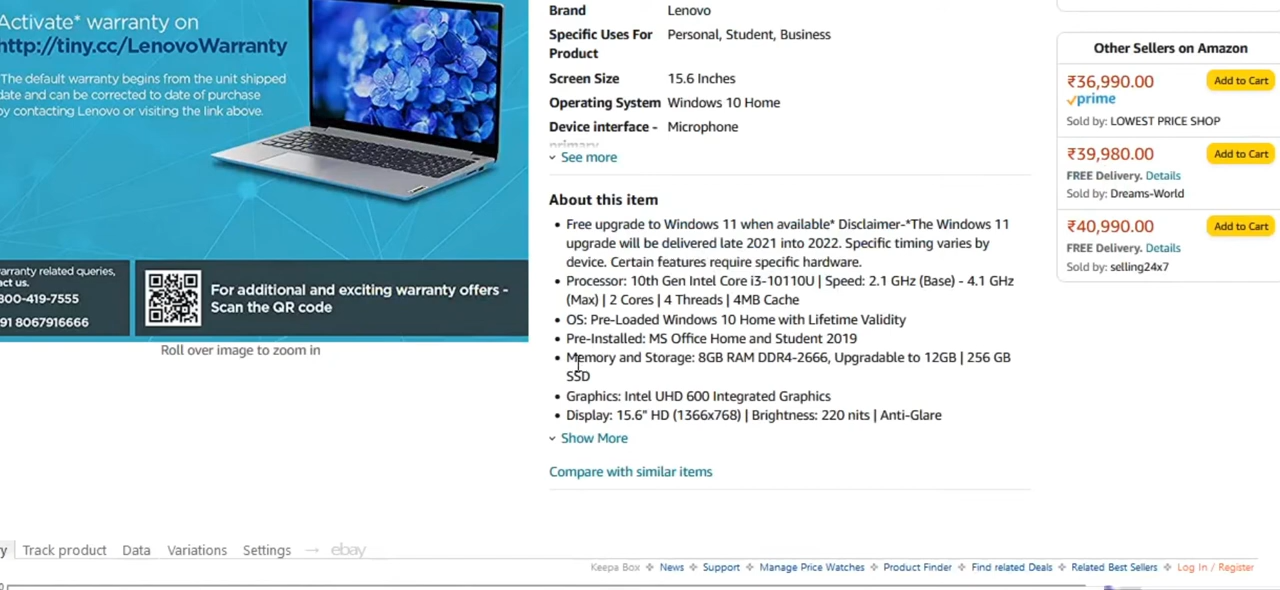 Activate* warranty on
http://tiny.cc/LenovoWarranty
The default warranty begins from the unit shipped
date and can be corrected to date of purchase
by contacting Lenovo or visiting the link above.
warranty related queries,
act us.
800-419-7555
91 8067916666
For additional and exciting warranty offers -
Scan the QR code
Roll over image to zoom in
Brand Lenovo
Specific Uses For Personal, Student, Business
Product
Screen Size 15.6 Inches
Operating System Windows 10 Home
Device interface - Microphone
primary
See more
About this item
• Free upgrade to Windows 11 when available* Disclaimer-*The Windows 11
upgrade will be delivered late 2021 into 2022. Specific timing varies by
device. Certain features require specific hardware.
• Processor: 10th Gen Intel Core i3-10110U | Speed: 2.1 GHz (Base) - 4.1 GHz
(Max) | 2 Cores | 4 Threads | 4MB Cache
• OS: Pre-Loaded Windows 10 Home with Lifetime Validity
• Pre-Installed: MS Office Home and Student 2019
• Memory and Storage: 8GB RAM DDR4-2666, Upgradable to 12GB | 256 GB
SSD
• Graphics: Intel UHD 600 Integrated Graphics
• Display: 15.6" HD (1366x768) | Brightness: 220 nits | Anti-Glare
Show More
Compare with similar items
Other Sellers on Amazon
₹36,990.00 Add to Cart
prime
Sold by: LOWEST PRICE SHOP
₹39,980.00 Add to Cart
FREE Delivery. Details
Sold by: Dreams-World
₹40,990.00 Add to Cart
FREE Delivery. Details
Sold by: selling24x7
y Track product Data Variations Settings → ebay
Keepa Box ❖ News ❖ Support ❖ Manage Price Watches ❖ Product Finder ❖ Find related Deals ❖ Related Best Sellers ❖ Log In / Register